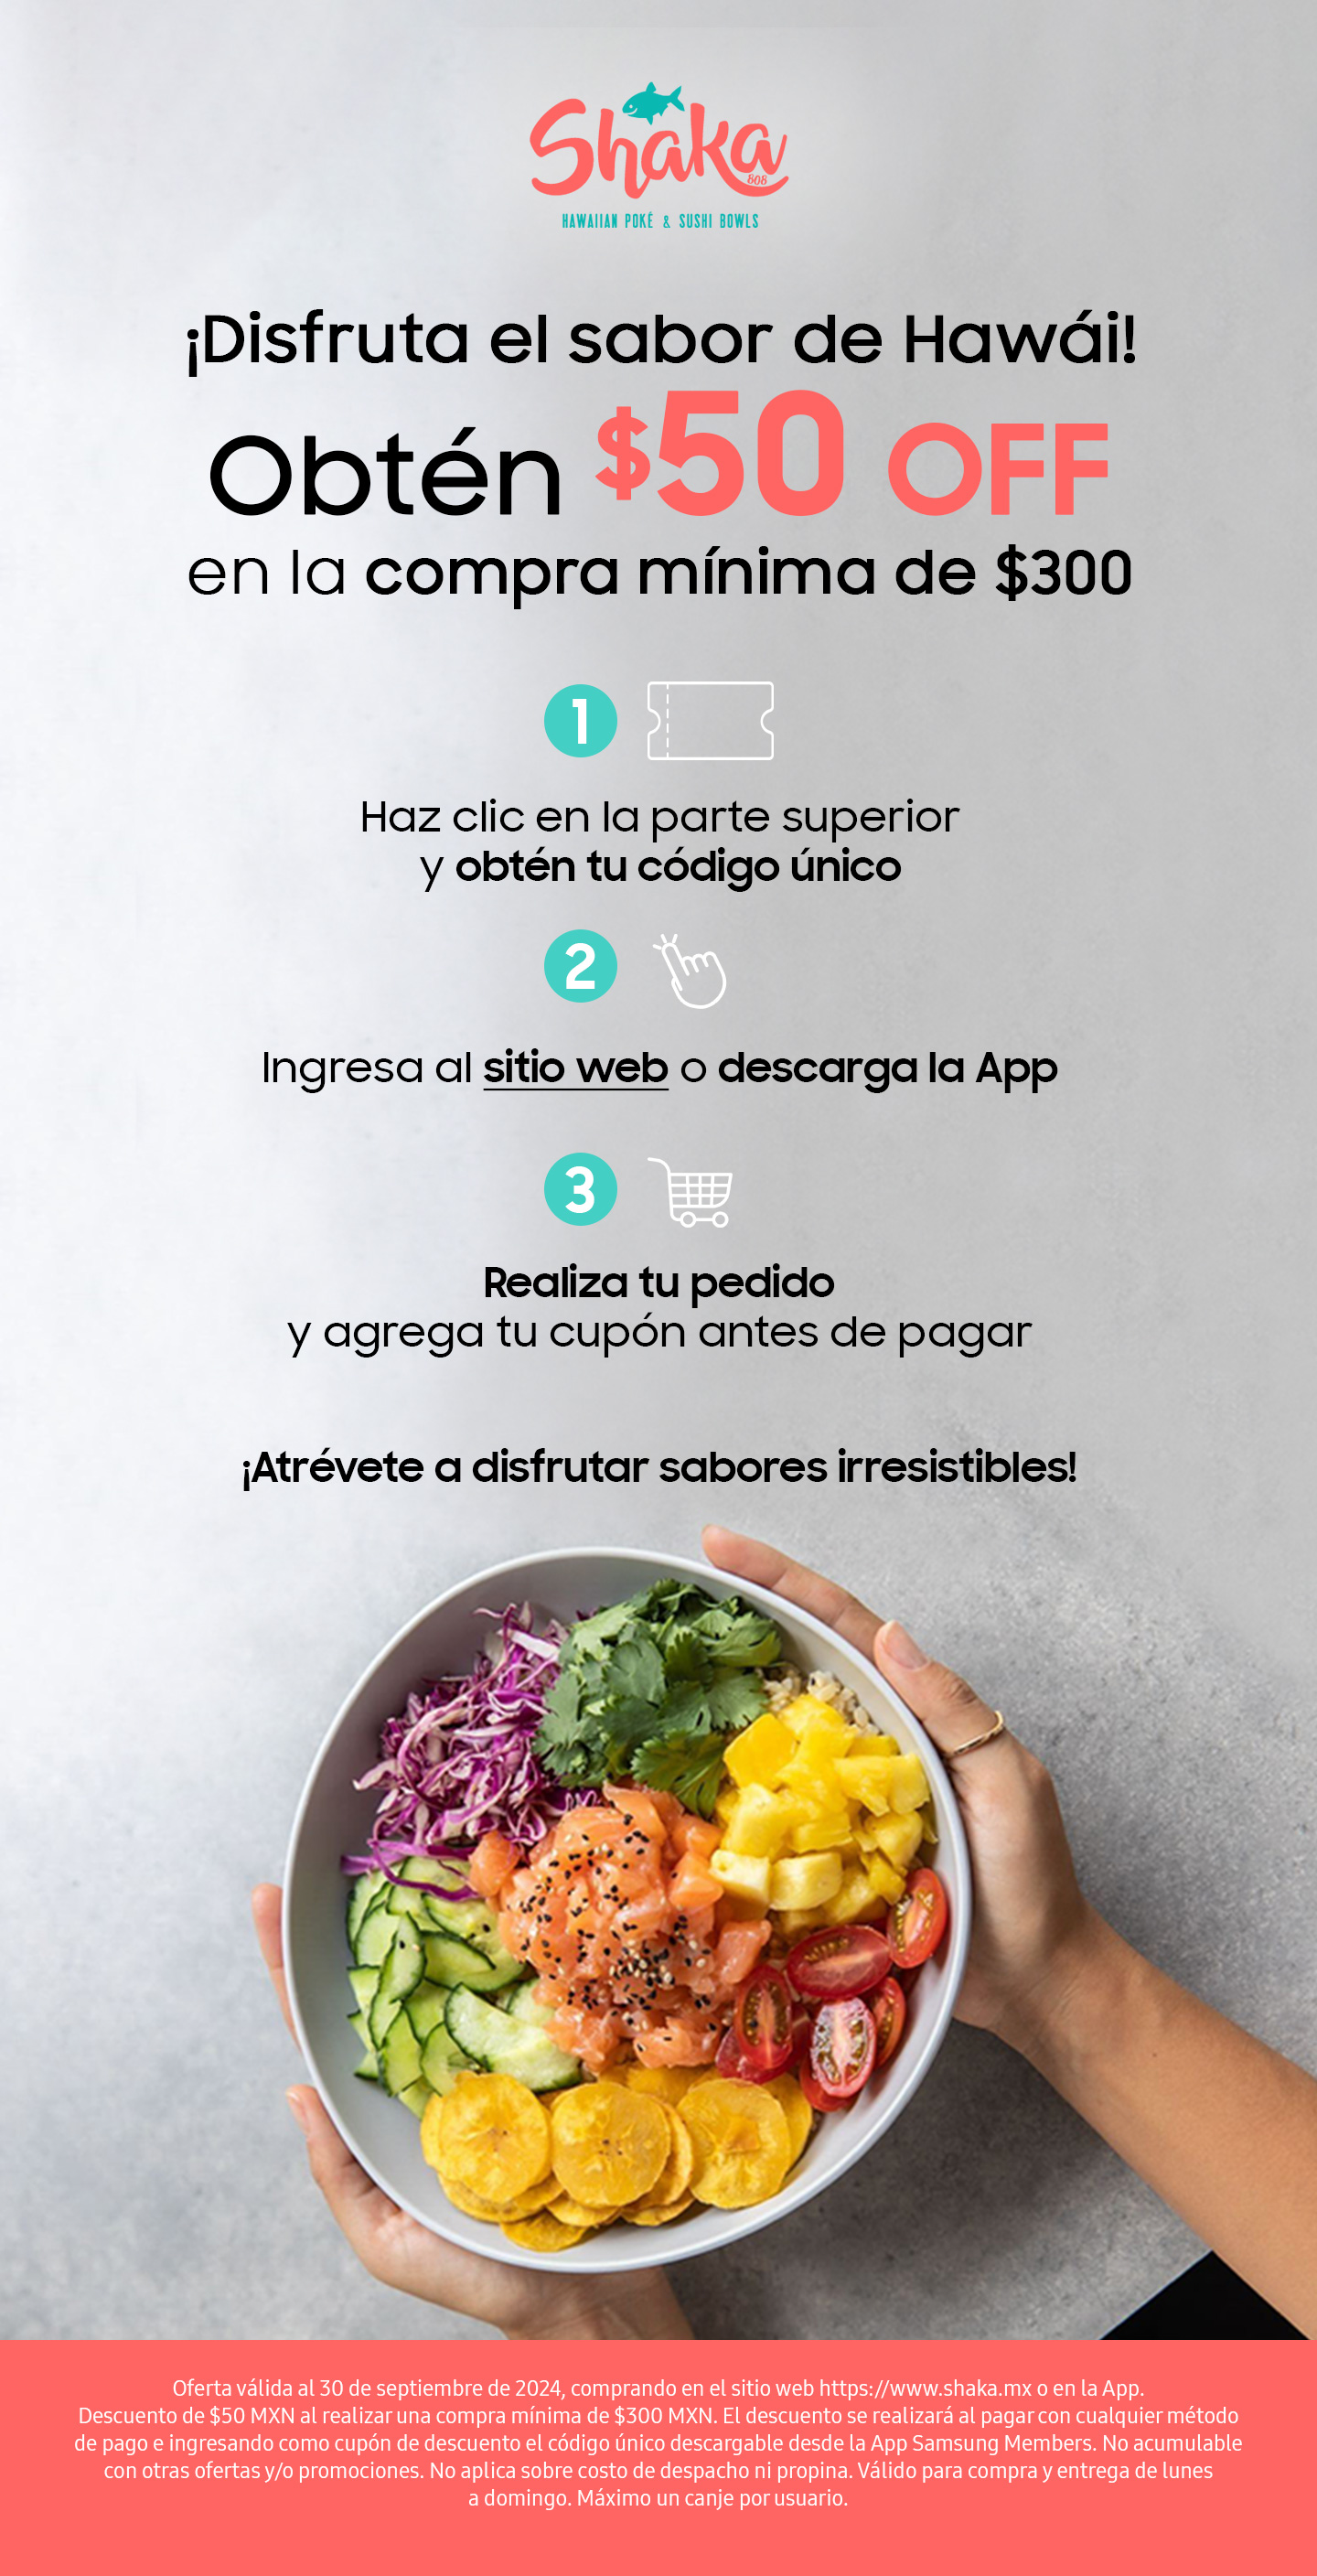 Shaka
808
HAWAIIAN POKÉ & SUSHI BOWLS
¡Disfruta el sabor de Hawái!
Obtén $50 OFF
en la compra mínima de $300
1
Haz clic en la parte superior
y obtén tu código único
2
Ingresa al sitio web o descarga la App
3
Realiza tu pedido
y agrega tu cupón antes de pagar
¡Atrévete a disfrutar sabores irresistibles!
Oferta válida al 30 de septiembre de 2024, comprando en el sitio web https://www.shaka.mx o en la App.
Descuento de $50 MXN al realizar una compra mínima de $300 MXN. El descuento se realizará al pagar con cualquier método
de pago e ingresando como cupón de descuento el código único descargable desde la App Samsung Members. No acumulable
con otras ofertas y/o promociones. No aplica sobre costo de despacho ni propina. Válido para compra y entrega de lunes
a domingo. Máximo un canje por usuario.